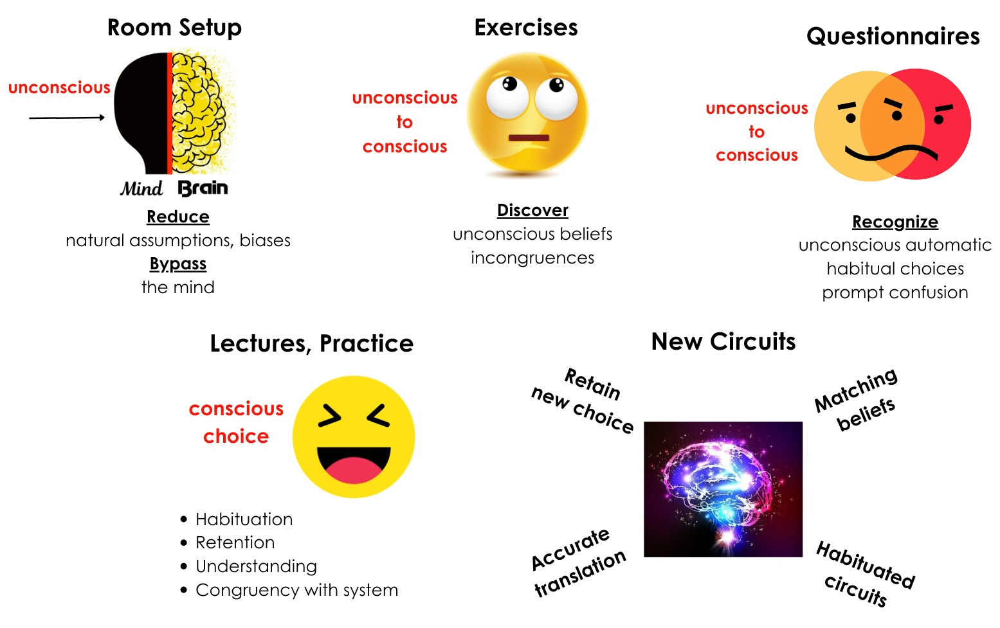 Room Setup
unconscious
Mind Brain
Reduce
natural assumptions, biases
Bypass
the mind
Exercises
unconscious
to
conscious
Discover
unconscious beliefs
incongruences
Questionnaires
unconscious
to
conscious
Recognize
unconscious automatic
habitual choices
prompt confusion
Lectures, Practice
conscious
choice
• Habituation
• Retention
• Understanding
• Congruency with system
New Circuits
Retain
new choice
Matching
beliefs
Accurate
translation
Habituated
circuits